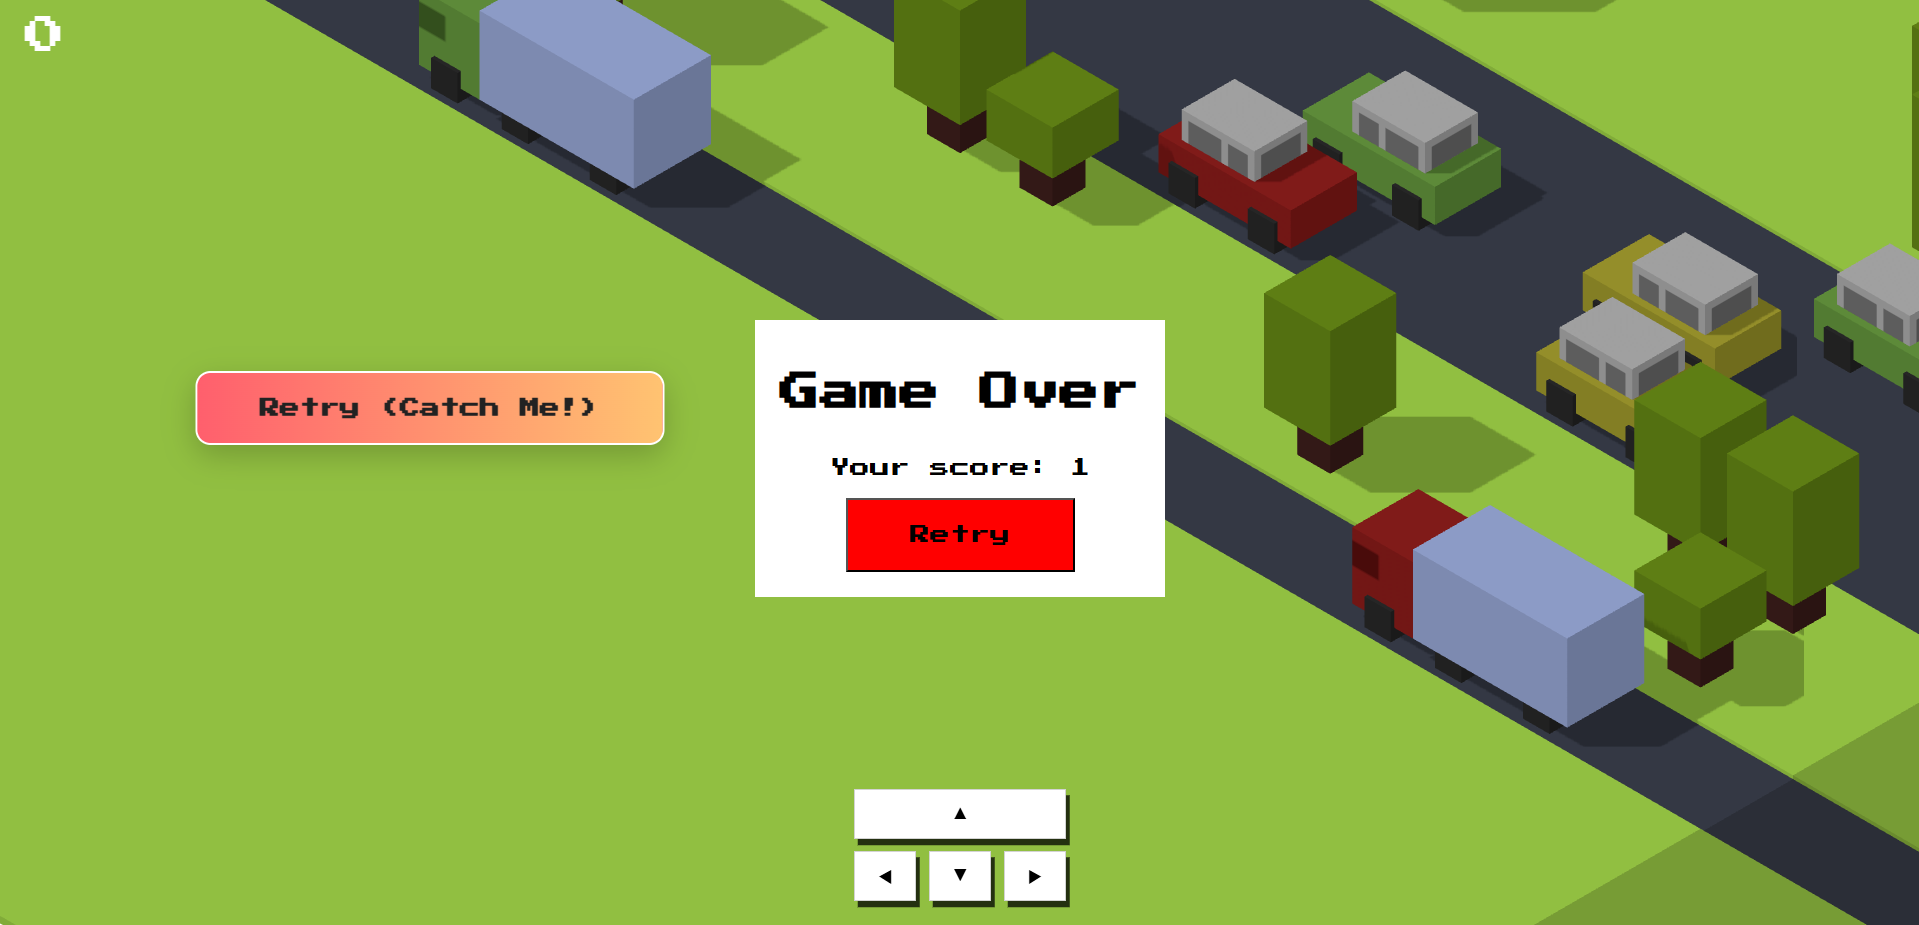 0
Retry (Catch Me!)
Game Over
Your score: 1
Retry
▲
◀ ▼ ▶